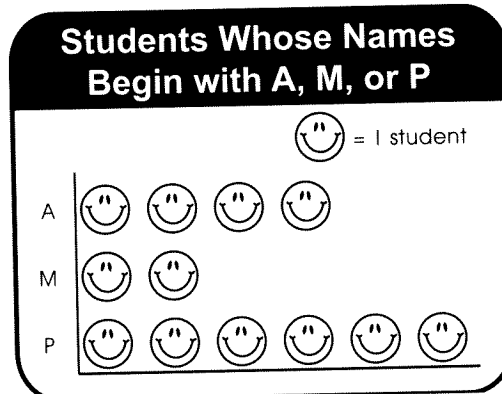 Students Whose Names
Begin with A, M, or P
= 1 student
A
M
P